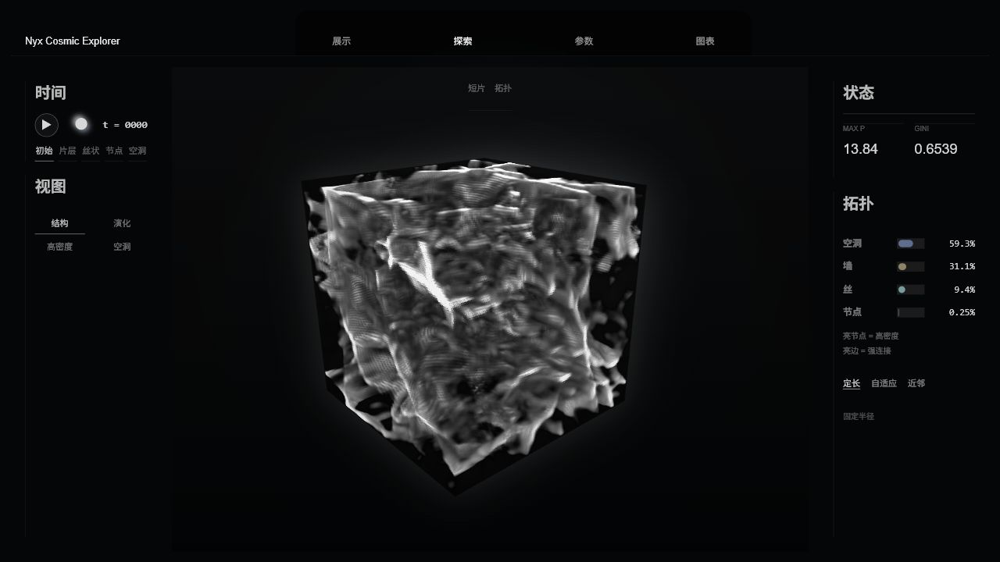 Nyx Cosmic Explorer
展示 探索 参数 图表
时间
t = 0000
初始 片层 丝状 节点 空洞
视图
结构 演化
高密度 空洞
短片 拓扑
状态
MAX Ρ GINI
13.84 0.6539
拓扑
空洞 59.3%
墙 31.1%
丝 9.4%
节点 0.25%
亮节点 = 高密度
亮边 = 强连接
定长 自适应 近邻
固定半径